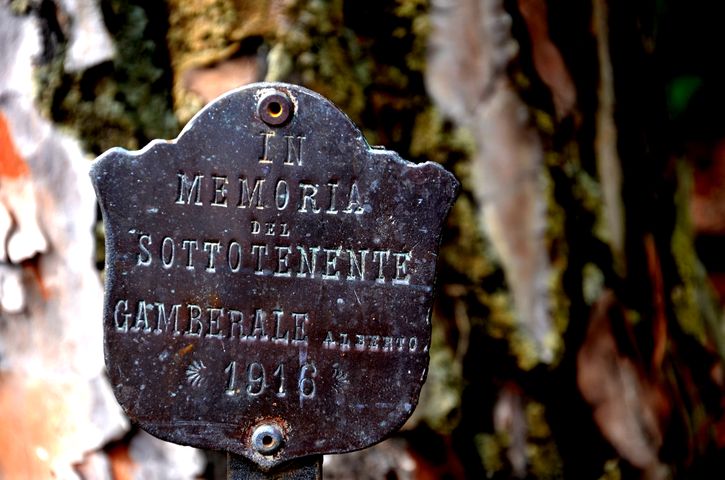 IN
MEMORIA
DEL
SOTTOTENENTE
GAMBERALE ALBERTO
1916